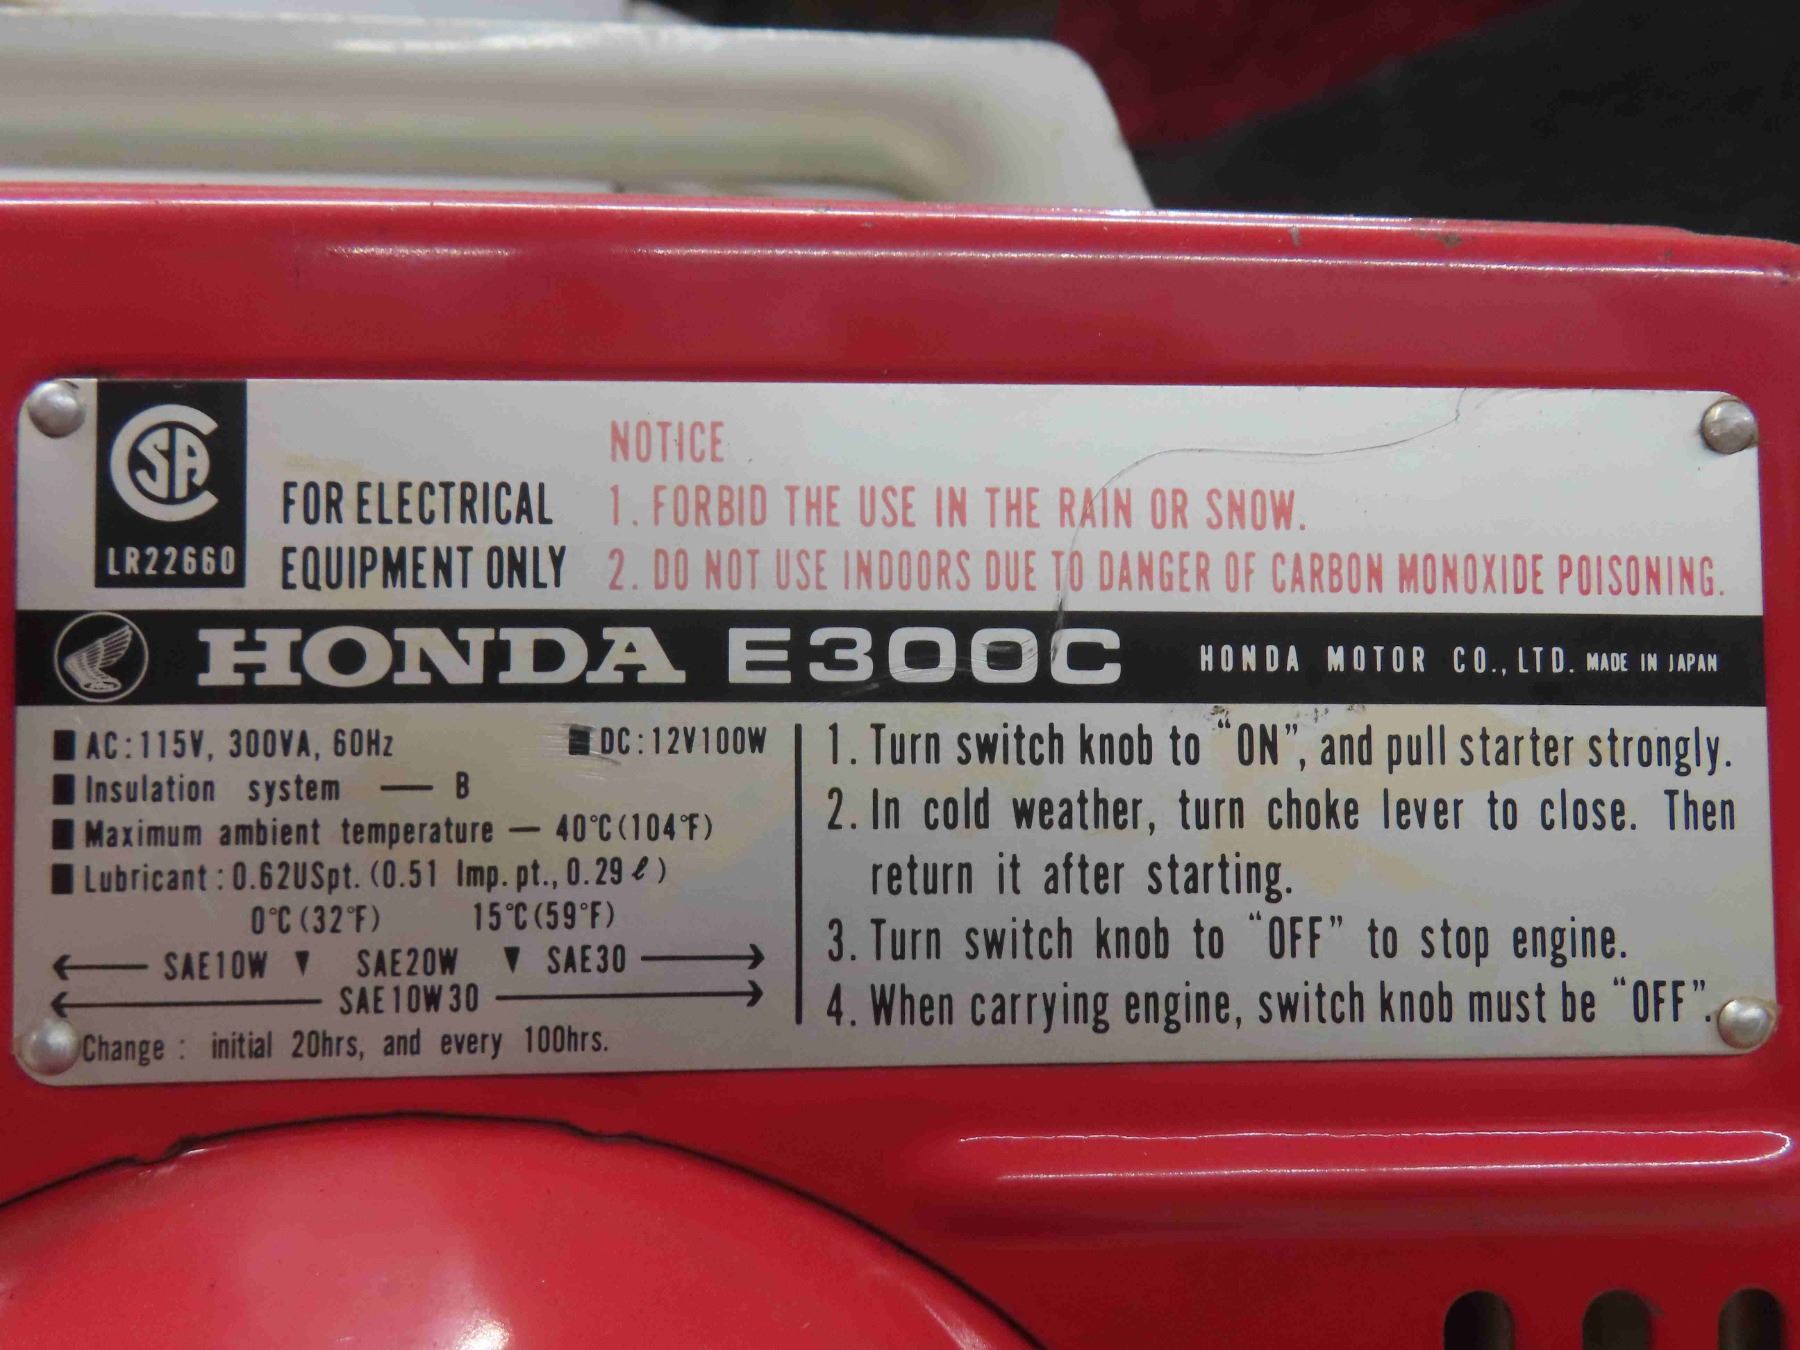 CSA
LR22660
FOR ELECTRICAL
EQUIPMENT ONLY
NOTICE
1. FORBID THE USE IN THE RAIN OR SNOW.
2. DO NOT USE INDOORS DUE TO DANGER OF CARBON MONOXIDE POISONING.
HONDA E300C HONDA MOTOR CO., LTD. MADE IN JAPAN
■ AC:115V, 300VA, 60Hz ■ DC:12V100W
■ Insulation system — B
■ Maximum ambient temperature — 40°C(104°F)
■ Lubricant : 0.62USpt. (0.51 Imp. pt., 0.29ℓ)
0°C (32°F) 15°C (59°F)
← SAE10W ▼ SAE20W ▼ SAE30 →
← SAE10W30 →
Change : initial 20hrs, and every 100hrs.
1. Turn switch knob to “ON”, and pull starter strongly.
2. In cold weather, turn choke lever to close. Then
return it after starting.
3. Turn switch knob to “OFF” to stop engine.
4. When carrying engine, switch knob must be “OFF”.